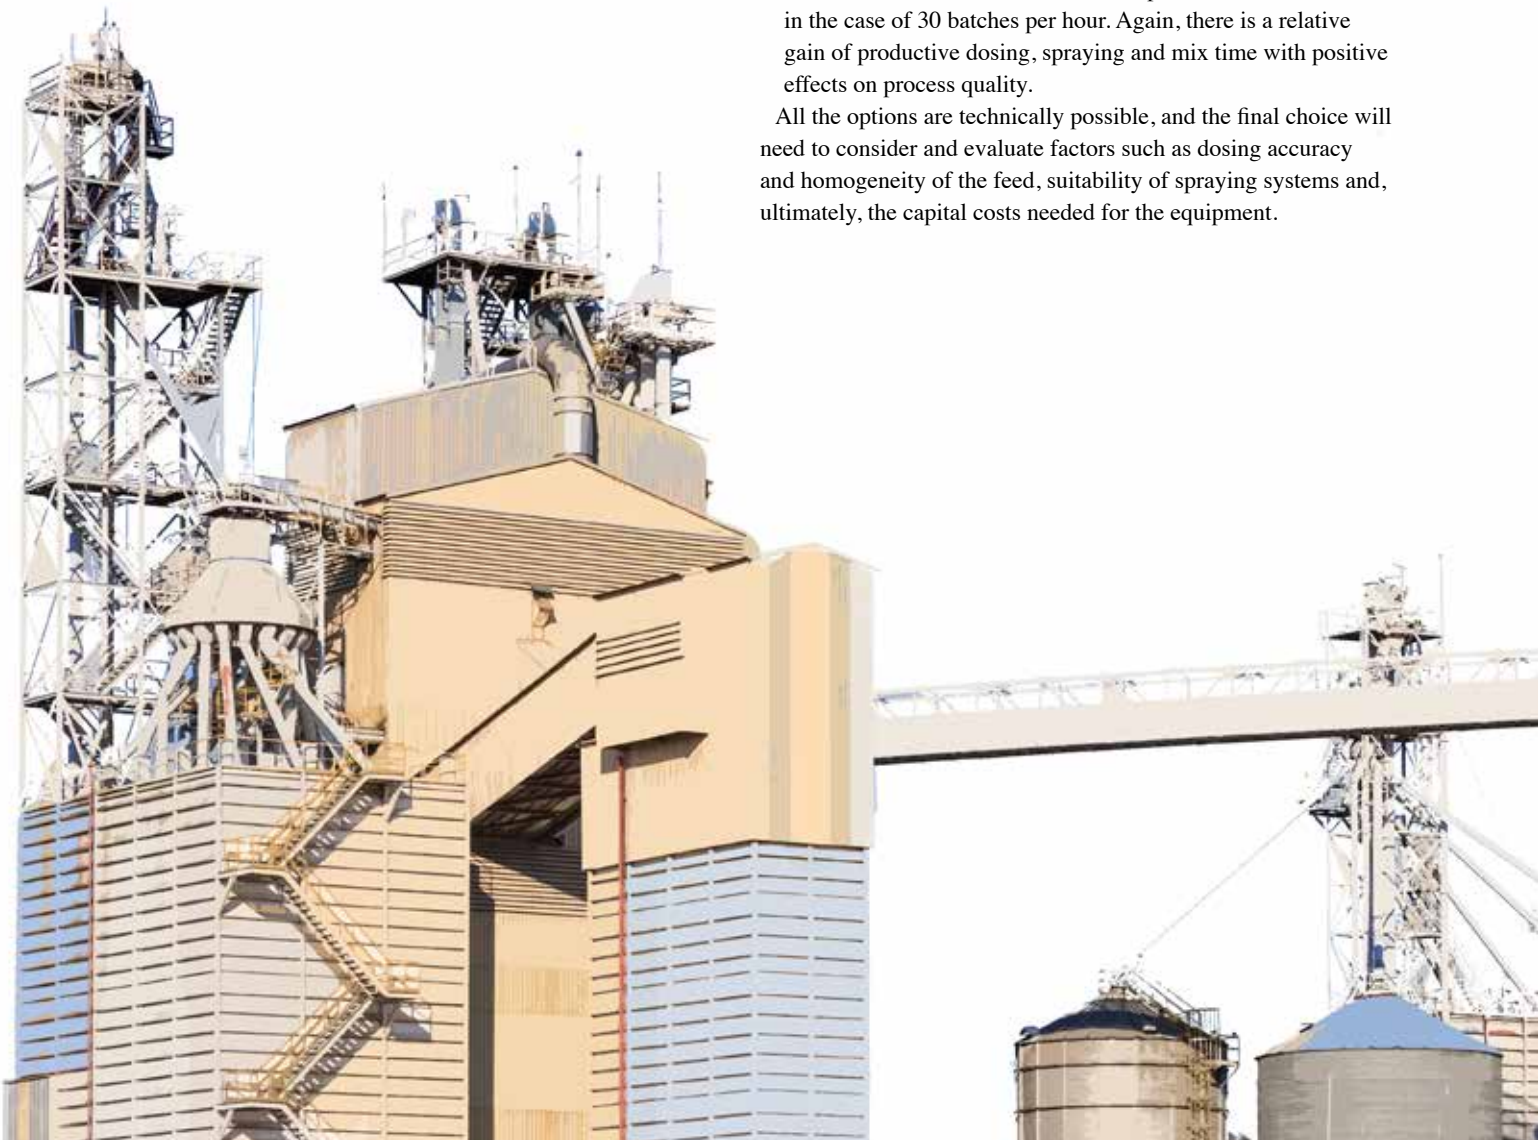 in the case of 30 batches per hour. Again, there is a relative
gain of productive dosing, spraying and mix time with positive
effects on process quality.
All the options are technically possible, and the final choice will
need to consider and evaluate factors such as dosing accuracy
and homogeneity of the feed, suitability of spraying systems and,
ultimately, the capital costs needed for the equipment.